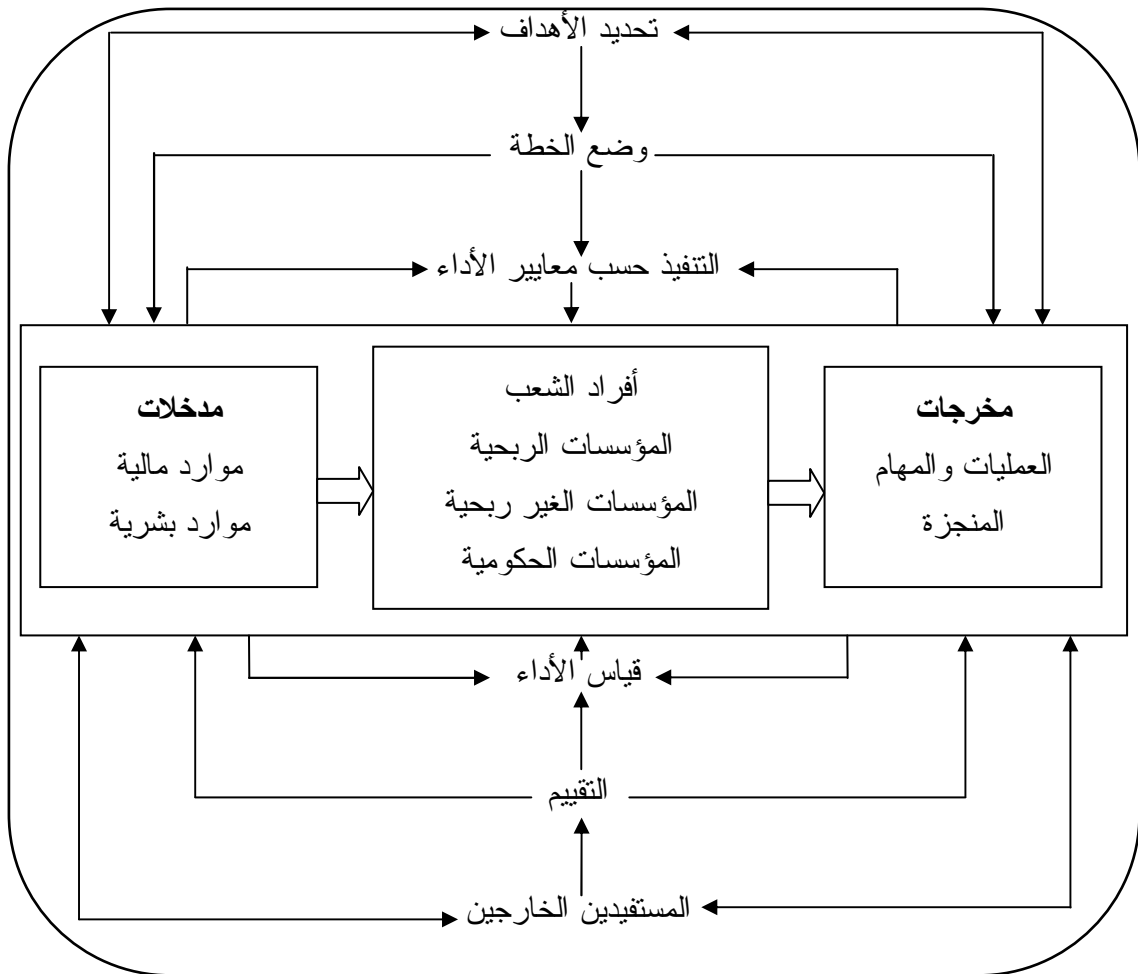 تحديد الأهداف
وضع الخطة
التنفيذ حسب معايير الأداء
مخرجات
العمليات والمهام
المنجزة
أفراد الشعب
المؤسسات الربحية
المؤسسات الغير ربحية
المؤسسات الحكومية
مدخلات
موارد مالية
موارد بشرية
قياس الأداء
التقييم
المستفيدين الخارجين